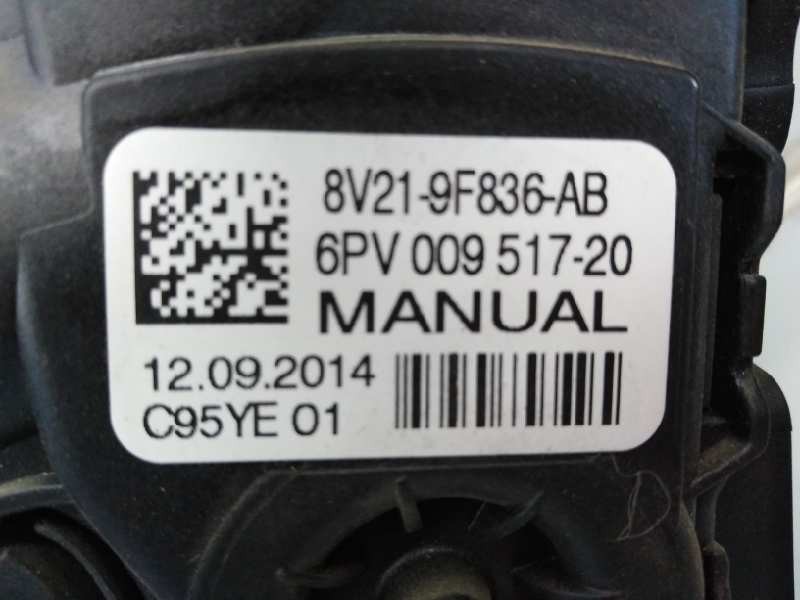 8V21-9F836-AB
6PV 009 517-20
MANUAL
12.09.2014
C95YE 01